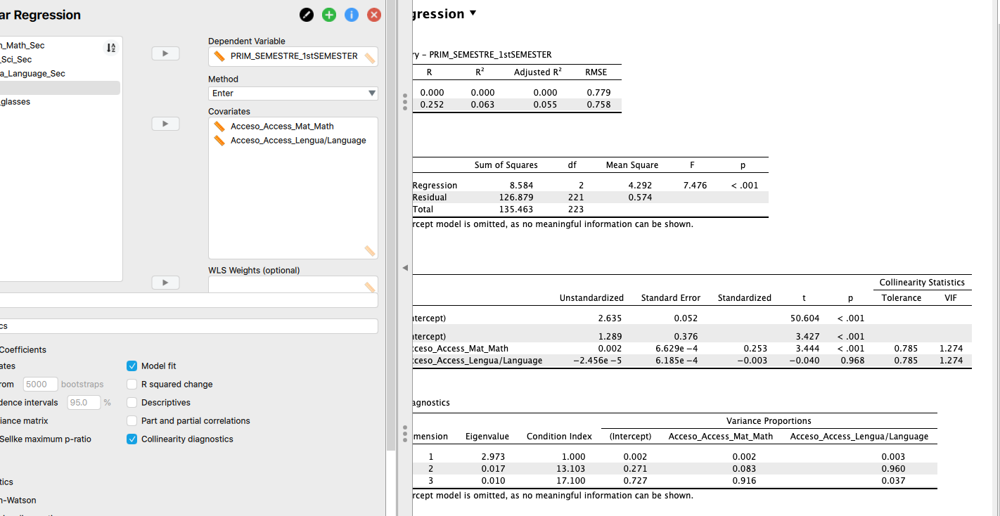 ar Regression
n_Math_Sec
_Sci_Sec
a_Language_Sec
_glasses
Dependent Variable
PRIM_SEMESTRE_1stSEMESTER
Method
Enter
Covariates
Acceso_Access_Mat_Math
Acceso_Access_Lengua/Language
WLS Weights (optional)
cs
Coefficients
ates
Model fit
rom 5000 bootstraps
R squared change
dence intervals 95.0 %
Descriptives
iance matrix
Part and partial correlations
Sellke maximum p-ratio
Collinearity diagnostics
tics
n-Watson
gression
ry – PRIM_SEMESTRE_1stSEMESTER
R R² Adjusted R² RMSE
0.000 0.000 0.000 0.779
0.252 0.063 0.055 0.758
Sum of Squares df Mean Square F p
Regression 8.584 2 4.292 7.476 < .001
Residual 126.879 221 0.574
Total 135.463 223
rcept model is omitted, as no meaningful information can be shown.
Collinearity Statistics
Unstandardized Standard Error Standardized t p Tolerance VIF
ntercept) 2.635 0.052 50.604 < .001
ntercept) 1.289 0.376 3.427 < .001
cceso_Access_Mat_Math 0.002 6.629e −4 0.253 3.444 < .001 0.785 1.274
cceso_Access_Lengua/Language −2.456e −5 6.185e −4 −0.003 −0.040 0.968 0.785 1.274
agnostics
Variance Proportions
mension Eigenvalue Condition Index (Intercept) Acceso_Access_Mat_Math Acceso_Access_Lengua/Language
1 2.973 1.000 0.002 0.002 0.003
2 0.017 13.103 0.271 0.083 0.960
3 0.010 17.100 0.727 0.916 0.037
rcept model is omitted, as no meaningful information can be shown.